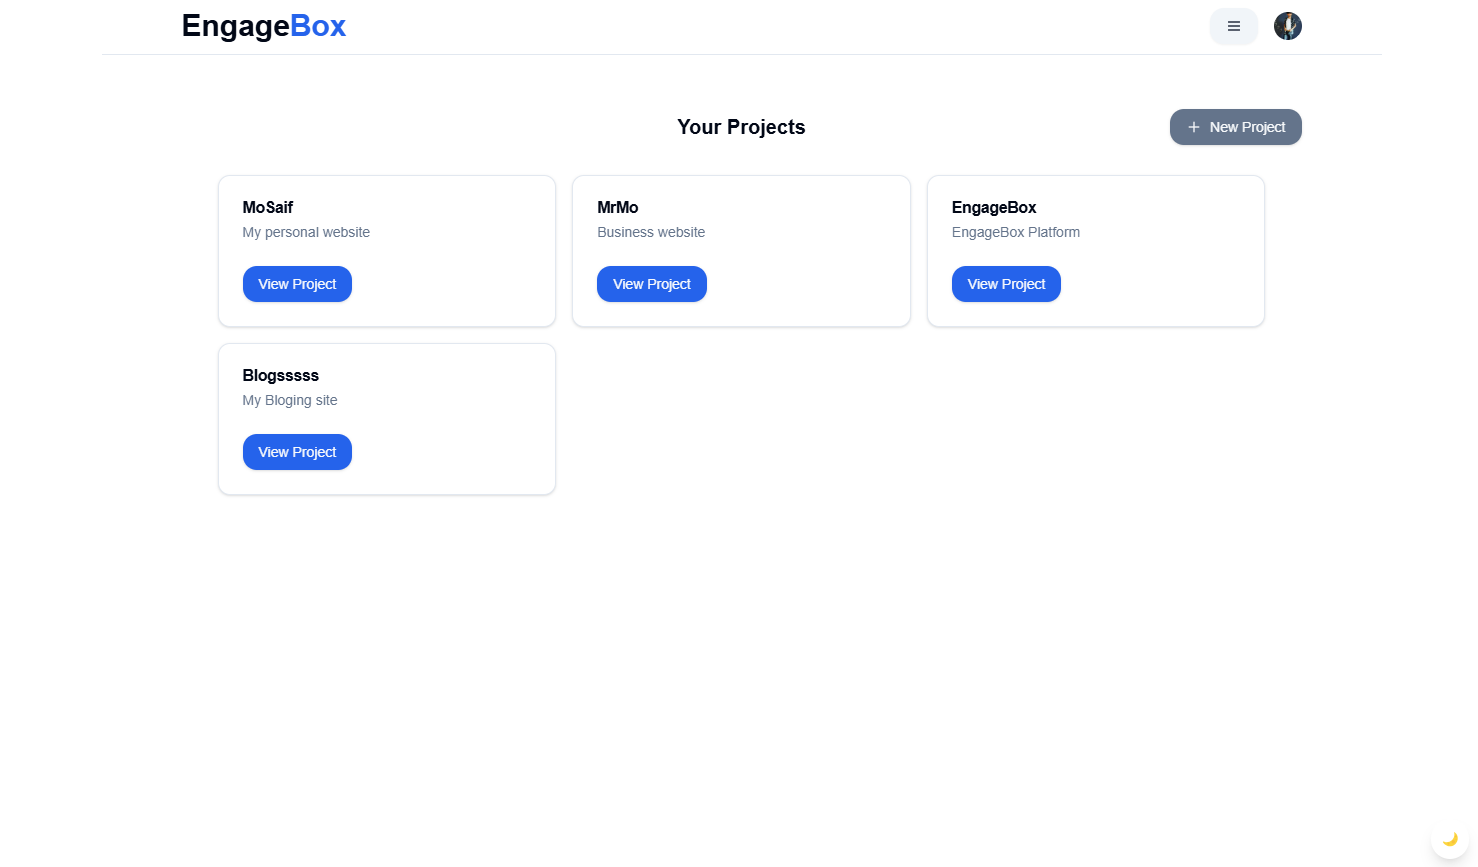 EngageBox
Your Projects
New Project
MoSaif
My personal website
View Project
MrMo
Business website
View Project
EngageBox
EngageBox Platform
View Project
Blogsssss
My Bloging site
View Project